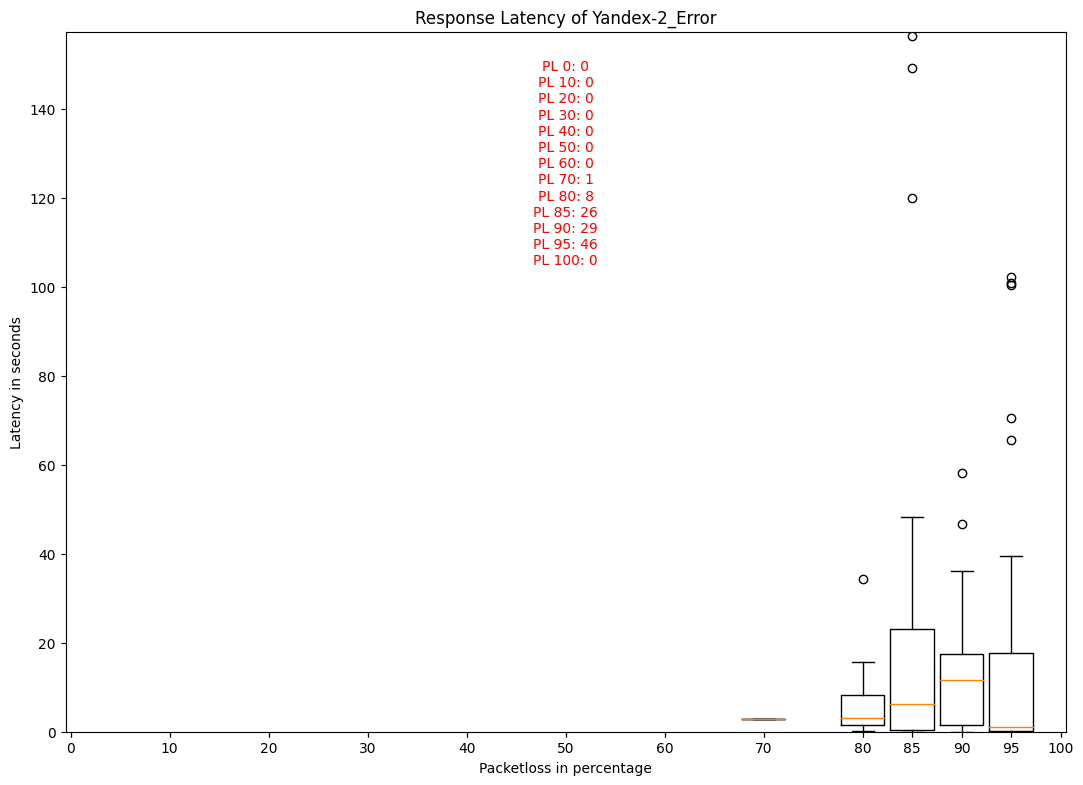 Response Latency of Yandex-2_Error
PL 0: 0
PL 10: 0
PL 20: 0
PL 30: 0
PL 40: 0
PL 50: 0
PL 60: 0
PL 70: 1
PL 80: 8
PL 85: 26
PL 90: 29
PL 95: 46
PL 100: 0
Latency in seconds
140
120
100
80
60
40
20
0
0 10 20 30 40 50 60 70 80 85 90 95 100
Packetloss in percentage